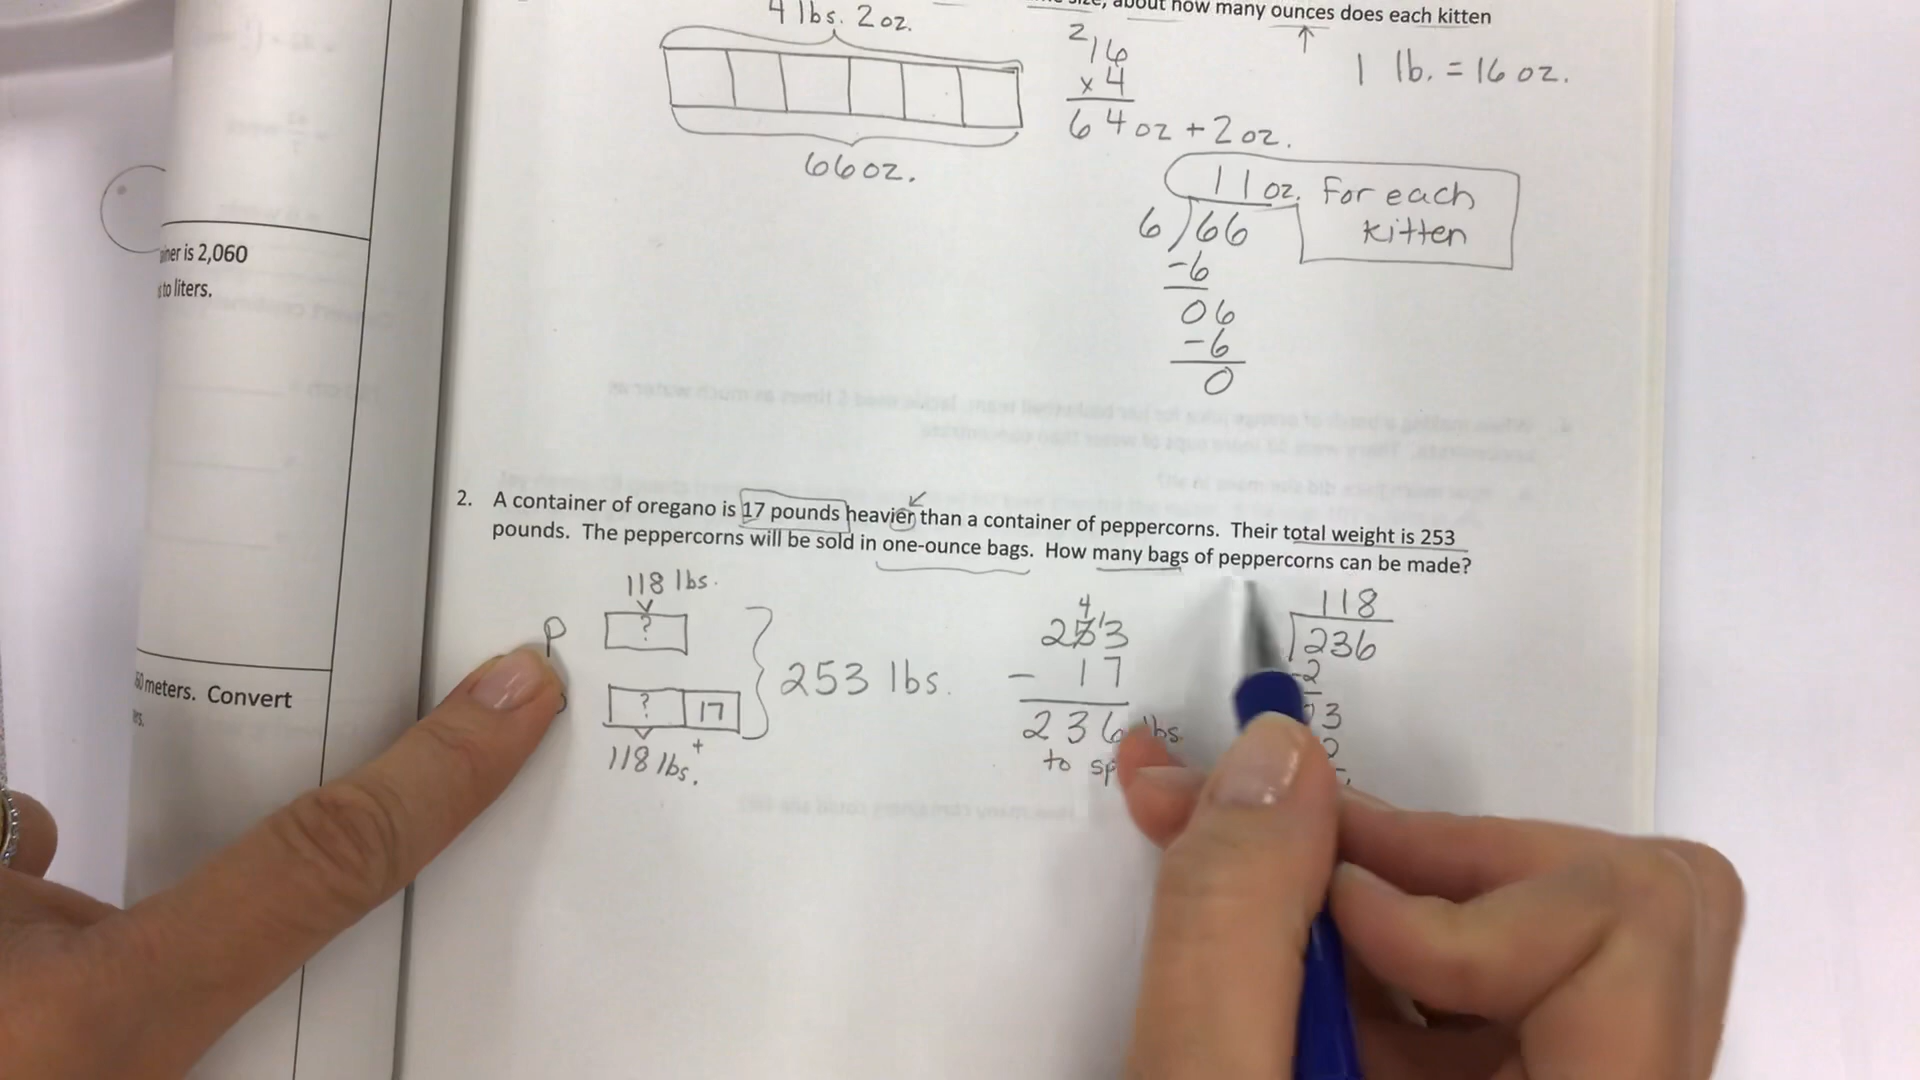 size, about how many ounces does each kitten
4 lbs. 2 oz.
2
16
x 4
64 oz + 2 oz.
1 lb. = 16 oz.
66 oz.
11 oz. For each
kitten
6)66
-6
06
-6
0
is 2,060
to liters.
meters. Convert
2. A container of oregano is 17 pounds heavier than a container of peppercorns. Their total weight is 253
pounds. The peppercorns will be sold in one-ounce bags. How many bags of peppercorns can be made?
118 lbs.
P ?
? 17
118 lbs. +
253 lbs.
4 1
253
- 17
236 lbs.
to
118
236
-2
3